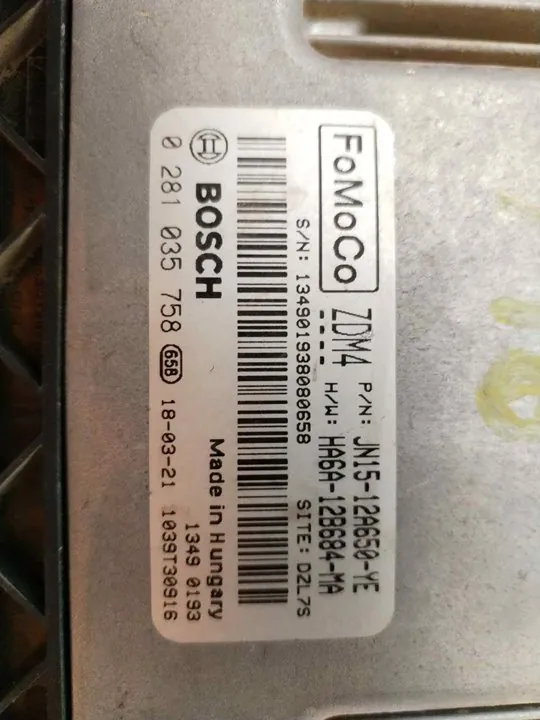 FoMoCo ZDM4 P/N: JN15-12A650-YE
---- H/W: HA6A-12B684-MA
S/N: 134901938080658 SITE: DZL7S
BOSCH Made in Hungary
1349 0193
0 281 035 758 658 18-03-21 1039T30916